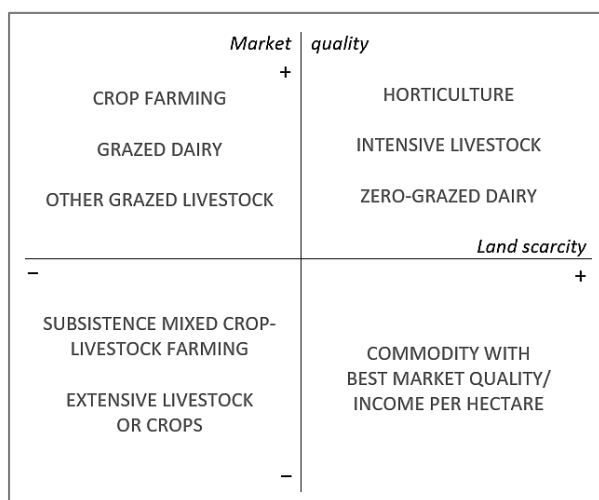 Market quality
+
CROP FARMING
GRAZED DAIRY
OTHER GRAZED LIVESTOCK
HORTICULTURE
INTENSIVE LIVESTOCK
ZERO-GRAZED DAIRY
Land scarcity
–
+
SUBSISTENCE MIXED CROP-
LIVESTOCK FARMING
EXTENSIVE LIVESTOCK
OR CROPS
COMMODITY WITH
BEST MARKET QUALITY/
INCOME PER HECTARE
–